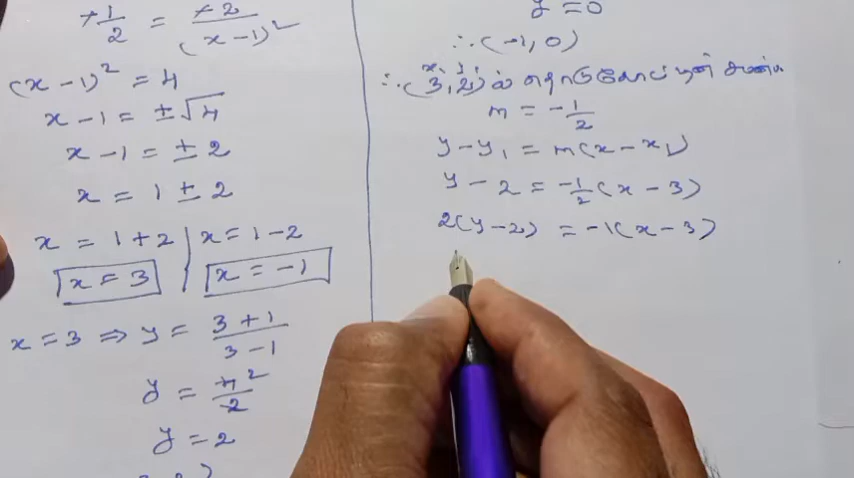 +1/2 = +2/(x-1)²
(x-1)² = 4
x-1 = ±√4
x-1 = ±2
x = 1 ± 2
x = 1+2 | x = 1-2
x = 3 x = -1
x = 3 ⇒ y = 3+1/3-1
y = 4/2 2
y = 2
y = 0
∴ (-1, 0)
∴ (3, 2) ல் தொடுகோட்டின் சமன்
m = -1/2
y - y₁ = m(x - x₁)
y - 2 = -1/2 (x - 3)
2(y-2) = -1(x-3)